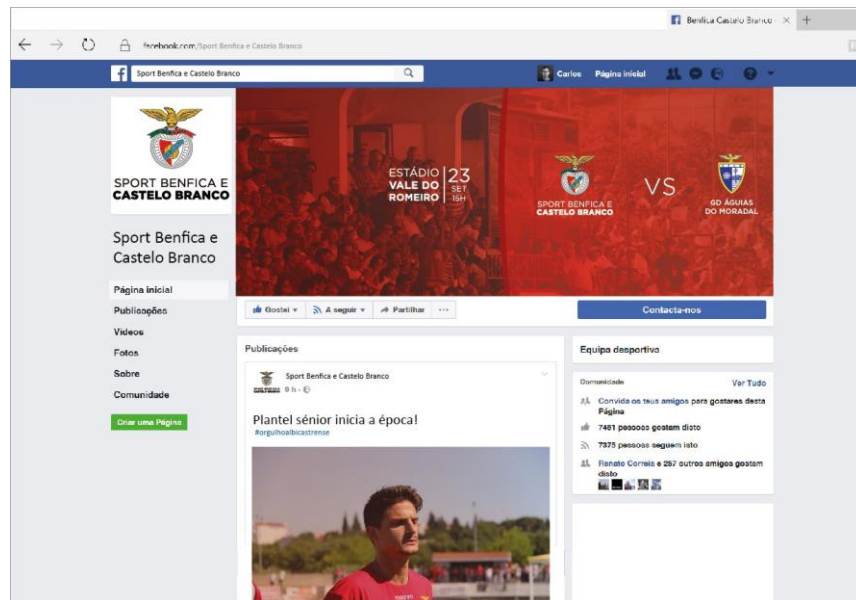 Benfica Castelo Branco
facebook.com/Sport Benfica e Castelo Branco
Sport Benfica e Castelo Branco
Carlos Página inicial
SPORT BENFICA E
CASTELO BRANCO
ESTÁDIO
VALE DO
ROMEIRO
23
SET
16H
SPORT BENFICA E
CASTELO BRANCO
VS
GD ÁGUIAS
DO MORADAL
Sport Benfica e
Castelo Branco
Página inicial
Publicações
Videos
Fotos
Sobre
Comunidade
Criar uma Página
Gostei A seguir Partilhar ...
Contacta-nos
Publicações
Sport Benfica e Castelo Branco
9 h
Plantel sénior inicia a época!
#orgulhoalbicastrense
Equipa desportiva
Comunidade Ver Tudo
Convida os teus amigos para gostares desta
Página
7461 pessoas gostam disto
7375 pessoas seguem isto
Renato Correia e 257 outros amigos gostam
disto